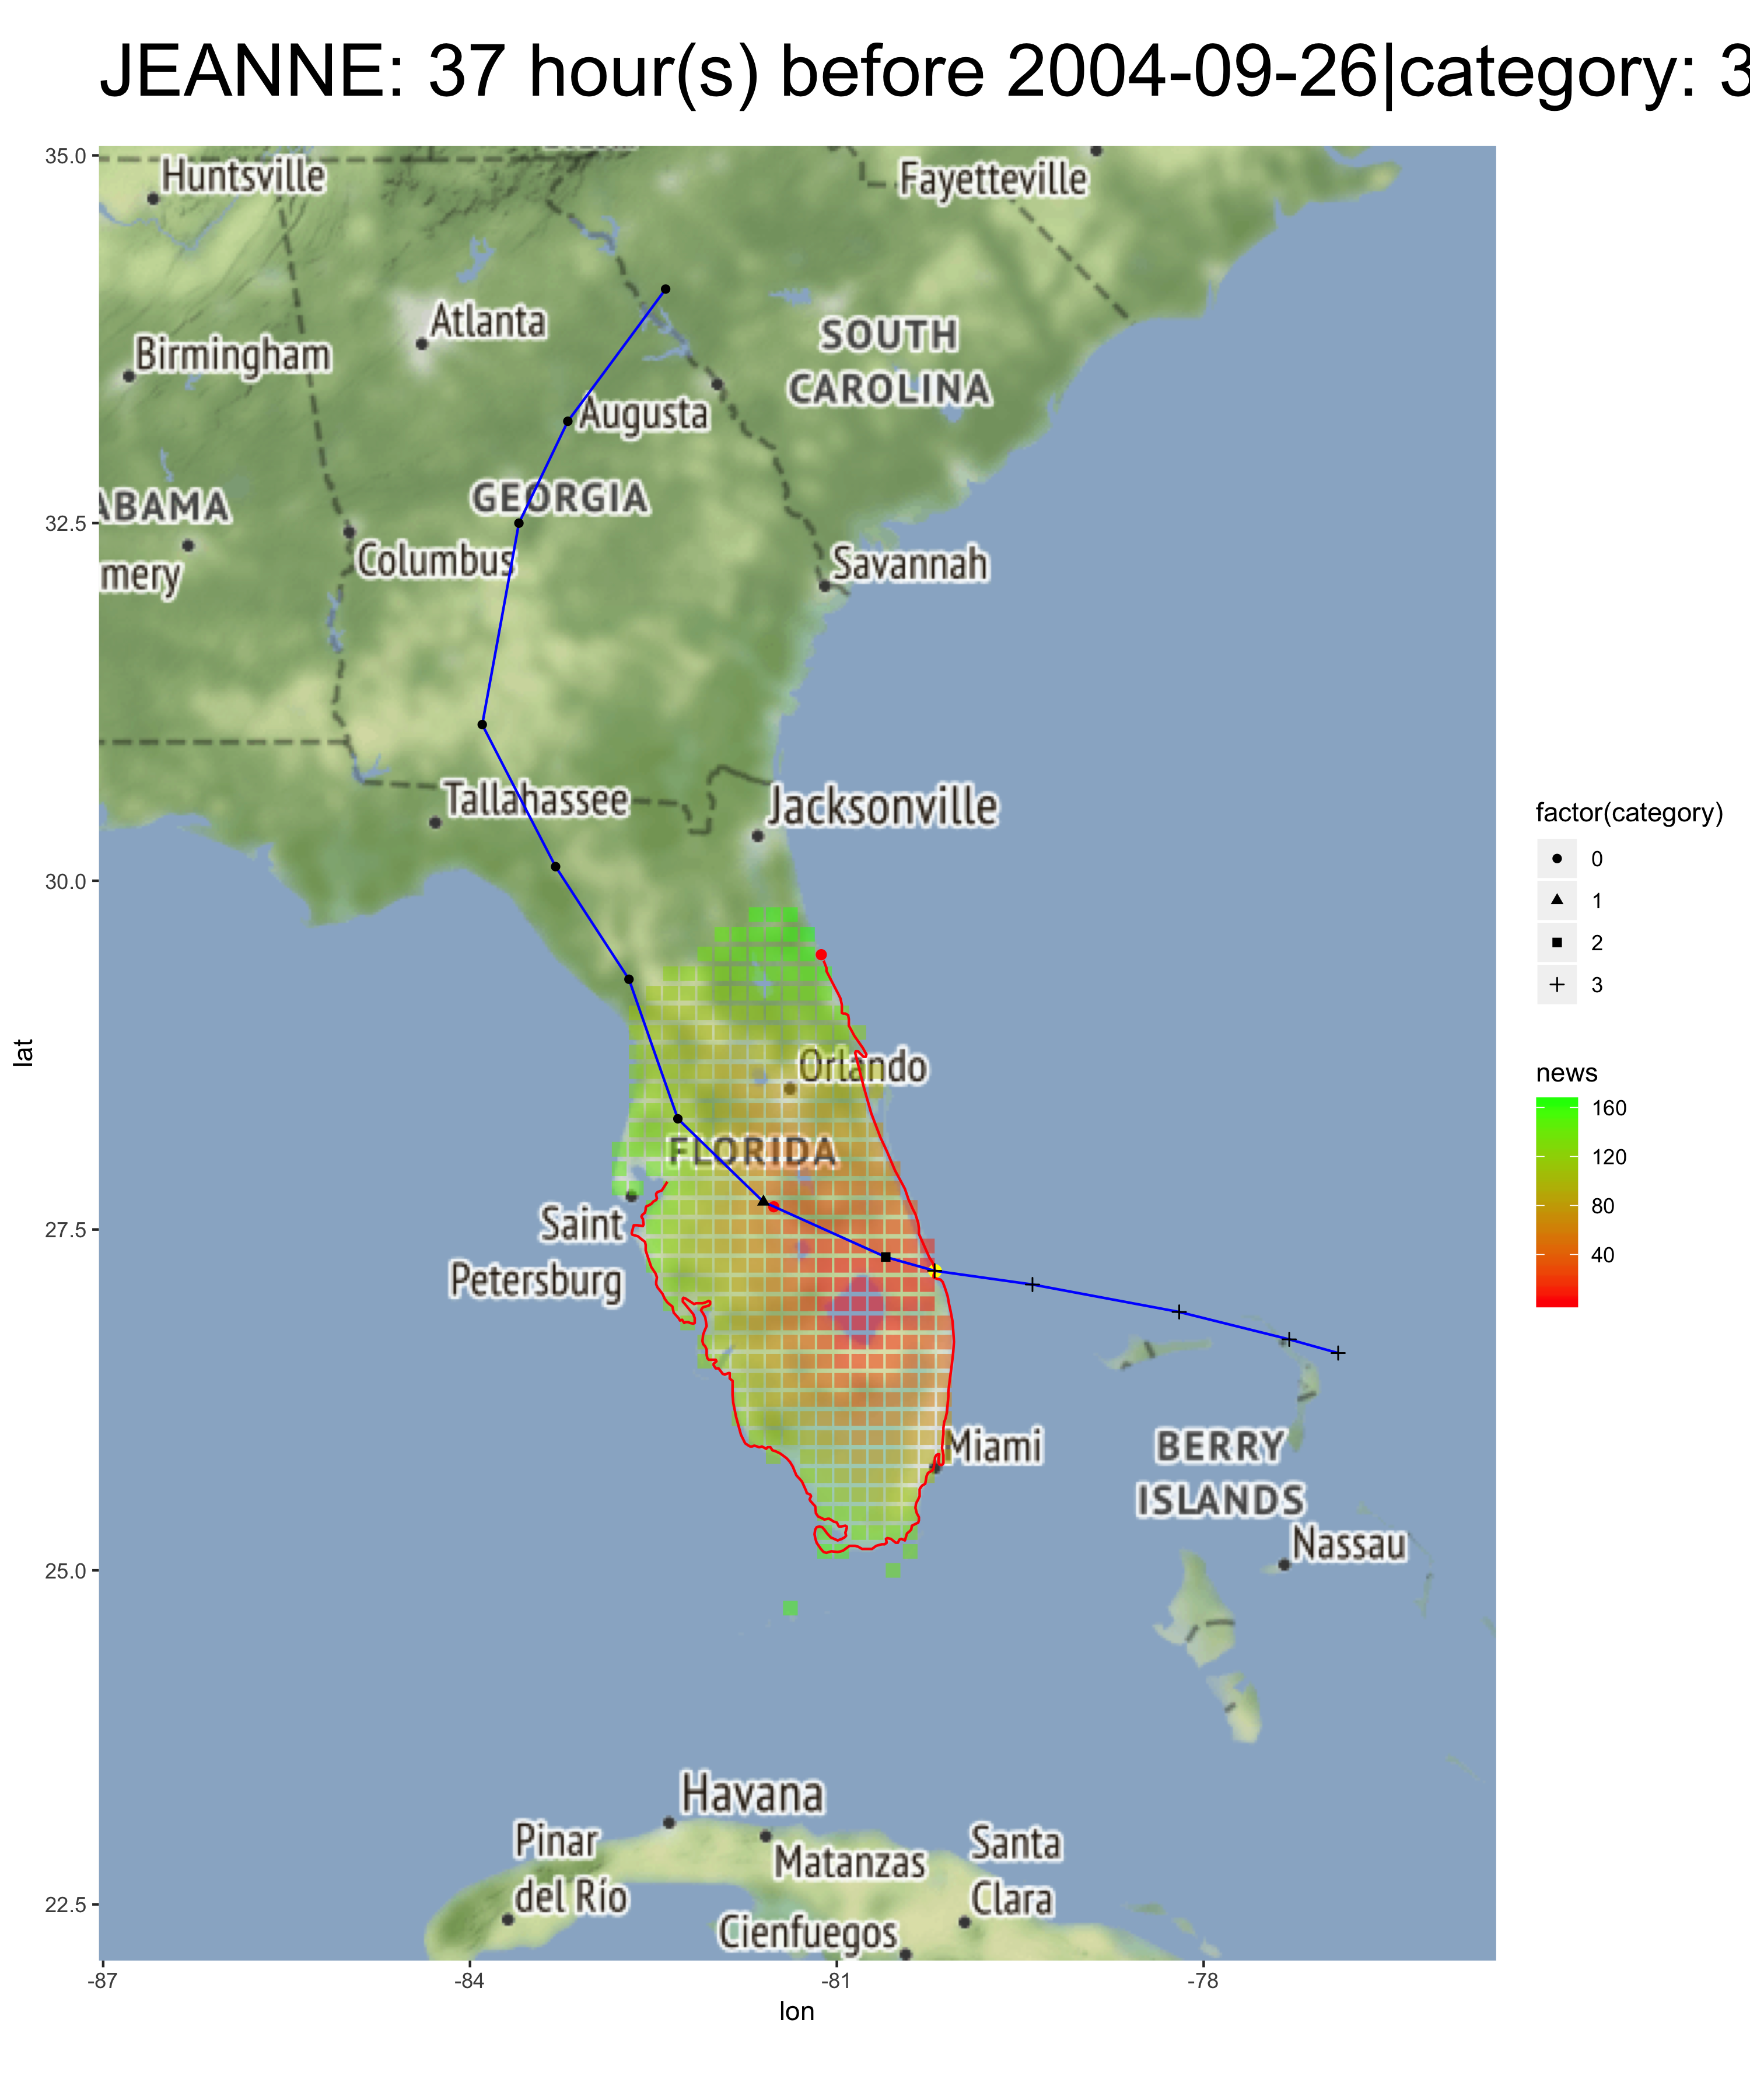 JEANNE: 37 hour(s) before 2004-09-26|category: 3
35.0
32.5
30.0
27.5
25.0
22.5
lat
Huntsville
Fayetteville
Atlanta
Birmingham
SOUTH
CAROLINA
Augusta
GEORGIA
ABAMA
Columbus
mery
Savannah
Tallahassee
Jacksonville
Orlando
FLORIDA
Saint
Petersburg
Miami
BERRY
ISLANDS
Nassau
Havana
Pinar
del Río
Matanzas
Santa
Clara
Cienfuegos
-87
-84
-81
-78
lon
factor(category)
0
1
2
3
news
160
120
80
40